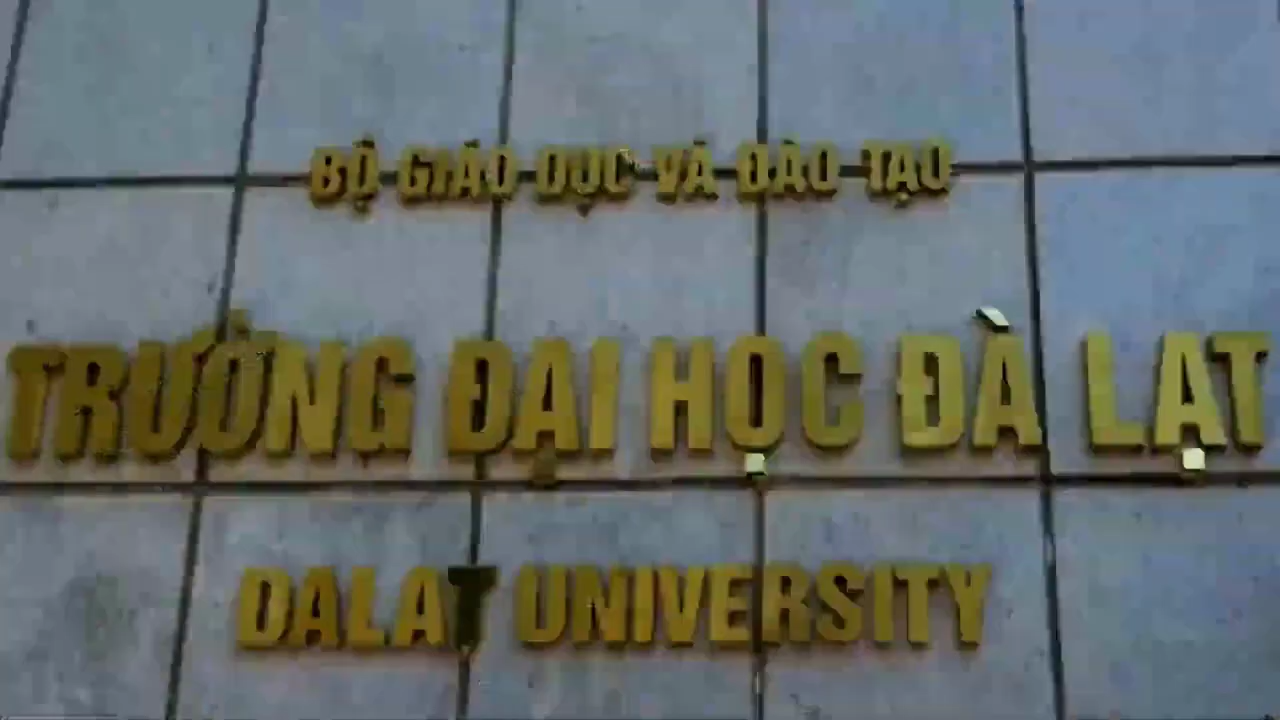 BỘ GIÁO DỤC VÀ ĐÀO TẠO
TRƯỜNG ĐẠI HỌC ĐÀ LẠT
DALAT UNIVERSITY